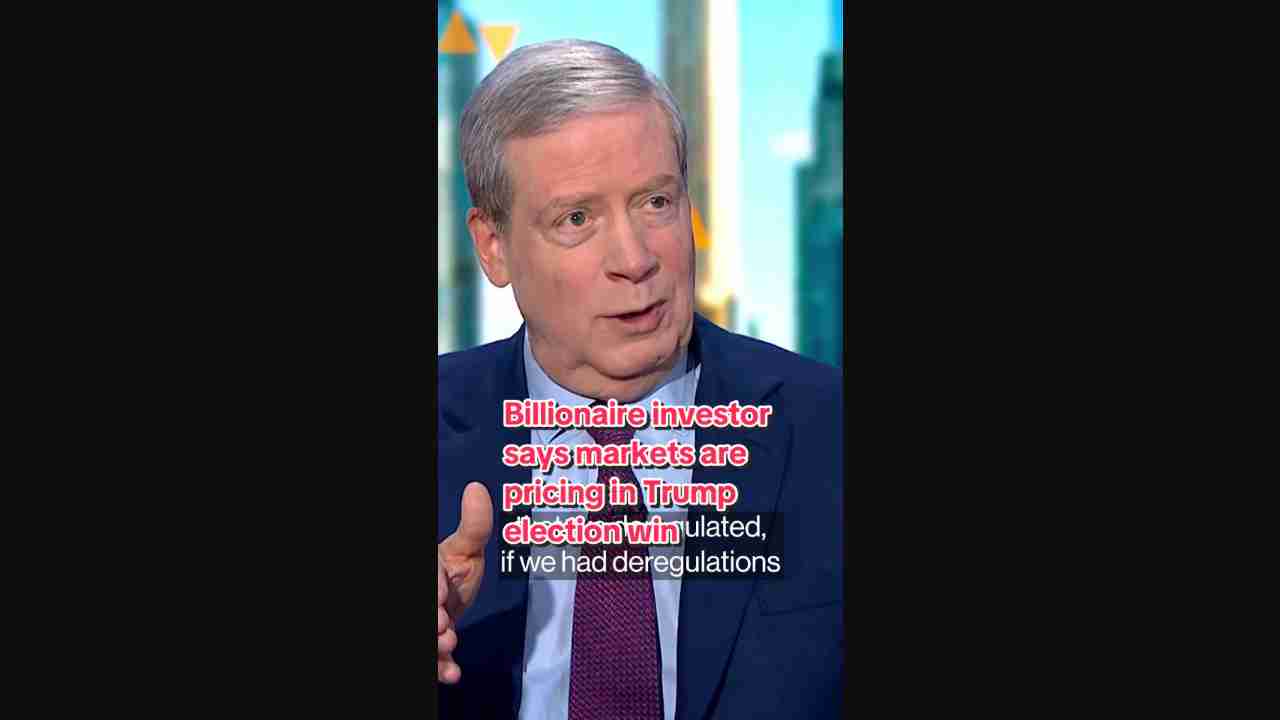 Billionaire investor
says markets are
pricing in Trump
election win
if we had deregulations